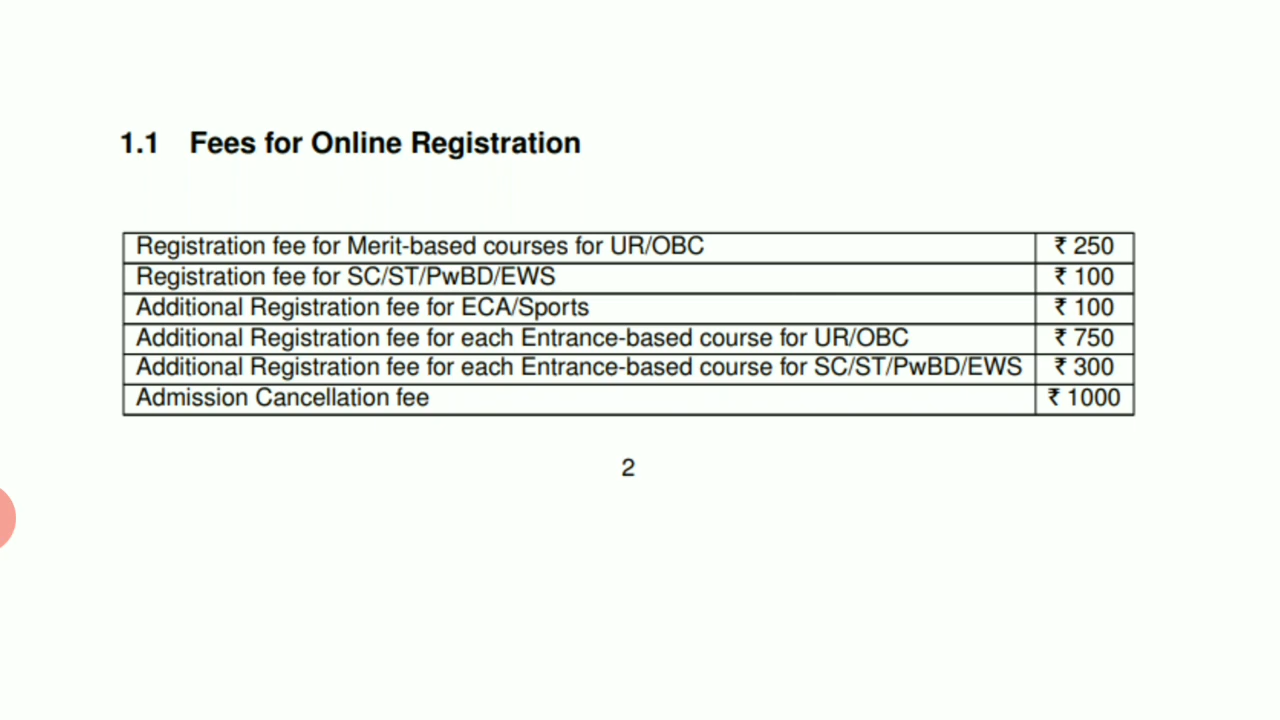 1.1 Fees for Online Registration
Registration fee for Merit-based courses for UR/OBC ₹ 250
Registration fee for SC/ST/PwBD/EWS ₹ 100
Additional Registration fee for ECA/Sports ₹ 100
Additional Registration fee for each Entrance-based course for UR/OBC ₹ 750
Additional Registration fee for each Entrance-based course for SC/ST/PwBD/EWS ₹ 300
Admission Cancellation fee ₹ 1000
2